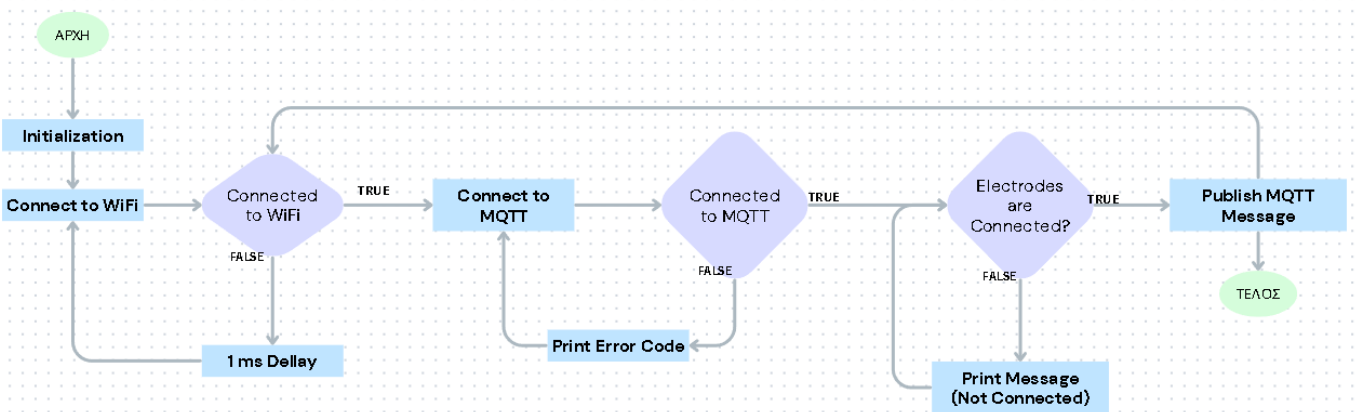 ΑΡΧΗ
Initialization
Connect to WiFi
Connected
to WiFi
TRUE
FALSE
1 ms Dellay
Connect to
MQTT
Connected
to MQTT
TRUE
FALSE
Print Error Code
Electrodes
are
Connected?
TRUE
FALSE
Print Message
(Not Connected)
Publish MQTT
Message
ΤΕΛΟΣ